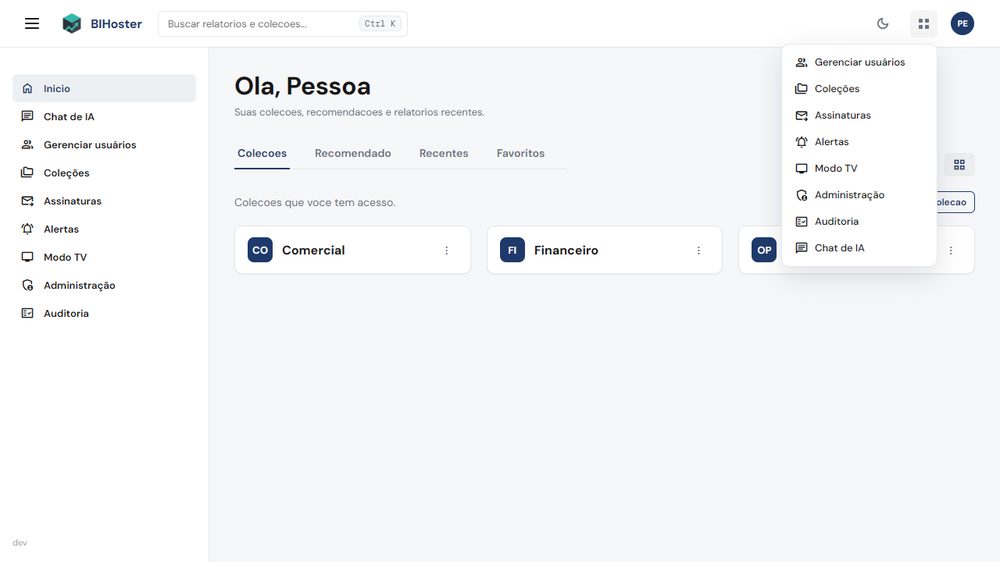 BIHoster
Buscar relatorios e colecoes...
Ctrl K
PE
Inicio
Chat de IA
Gerenciar usuários
Coleções
Assinaturas
Alertas
Modo TV
Administração
Auditoria
dev
Ola, Pessoa
Suas colecoes, recomendacoes e relatorios recentes.
Colecoes
Recomendado
Recentes
Favoritos
Colecoes que voce tem acesso.
olecao
CO Comercial
FI Financeiro
OP
Gerenciar usuários
Coleções
Assinaturas
Alertas
Modo TV
Administração
Auditoria
Chat de IA